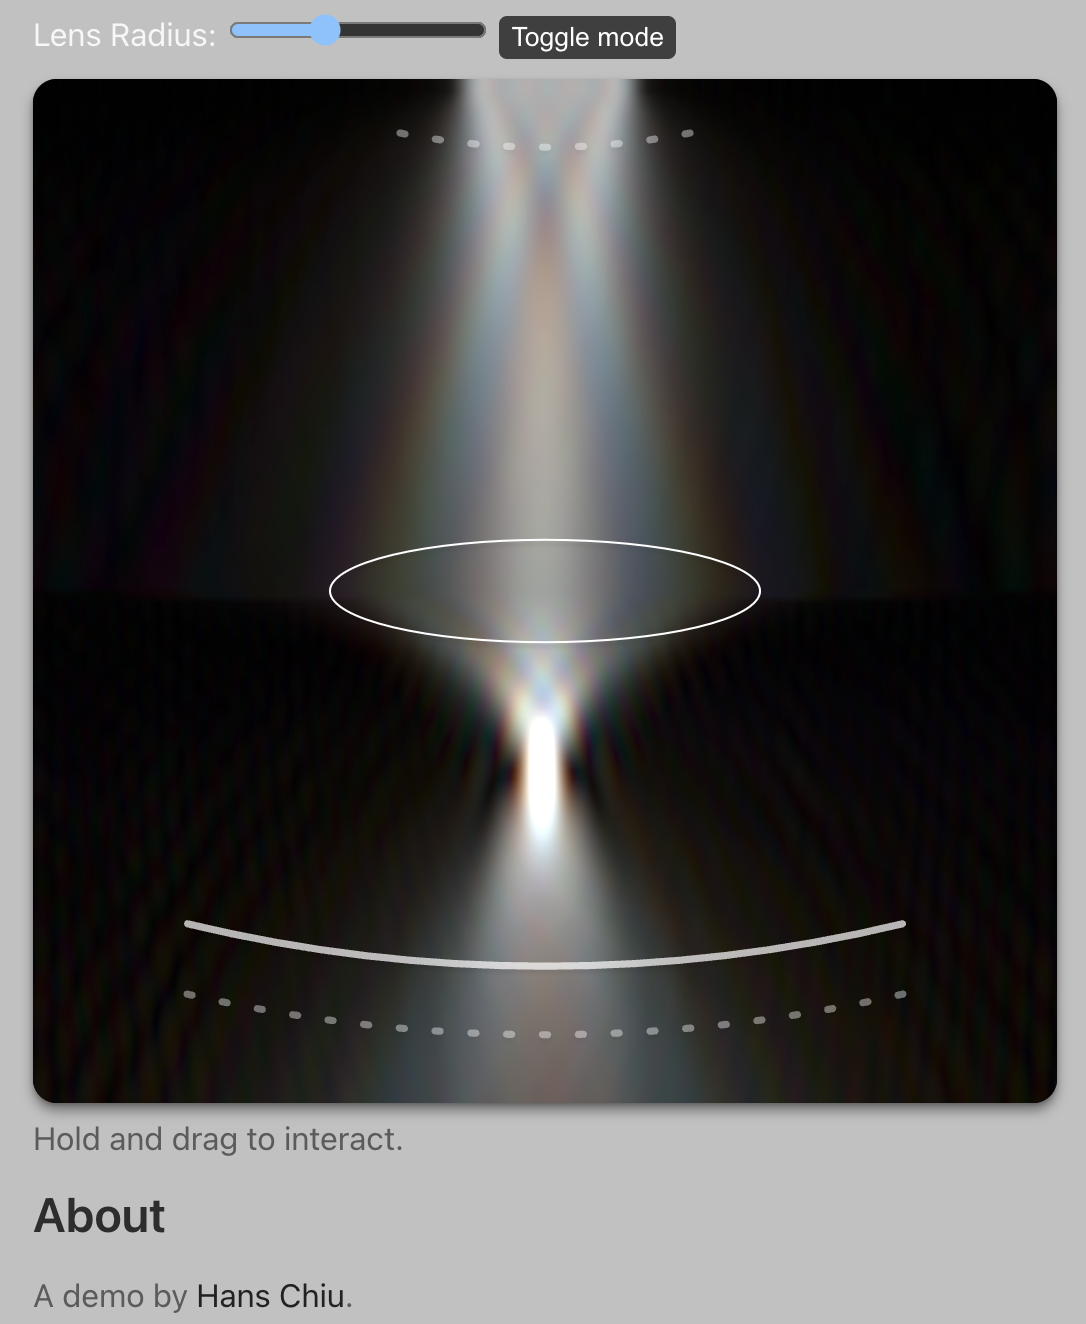 Lens Radius:
Toggle mode
Hold and drag to interact.
About
A demo by Hans Chiu.